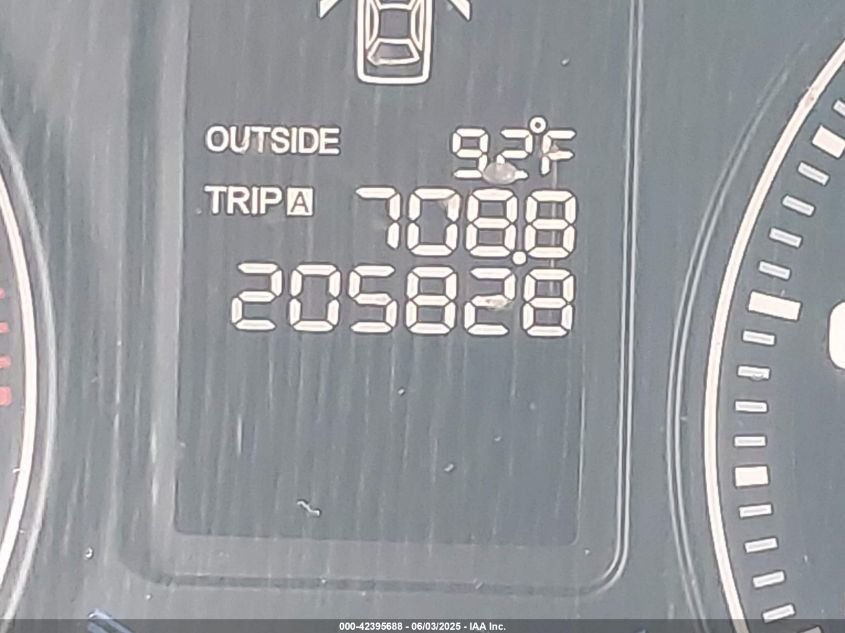 OUTSIDE 92°F
TRIP A 708.8
205828
000-42395688 - 06/03/2025 - IAA Inc.